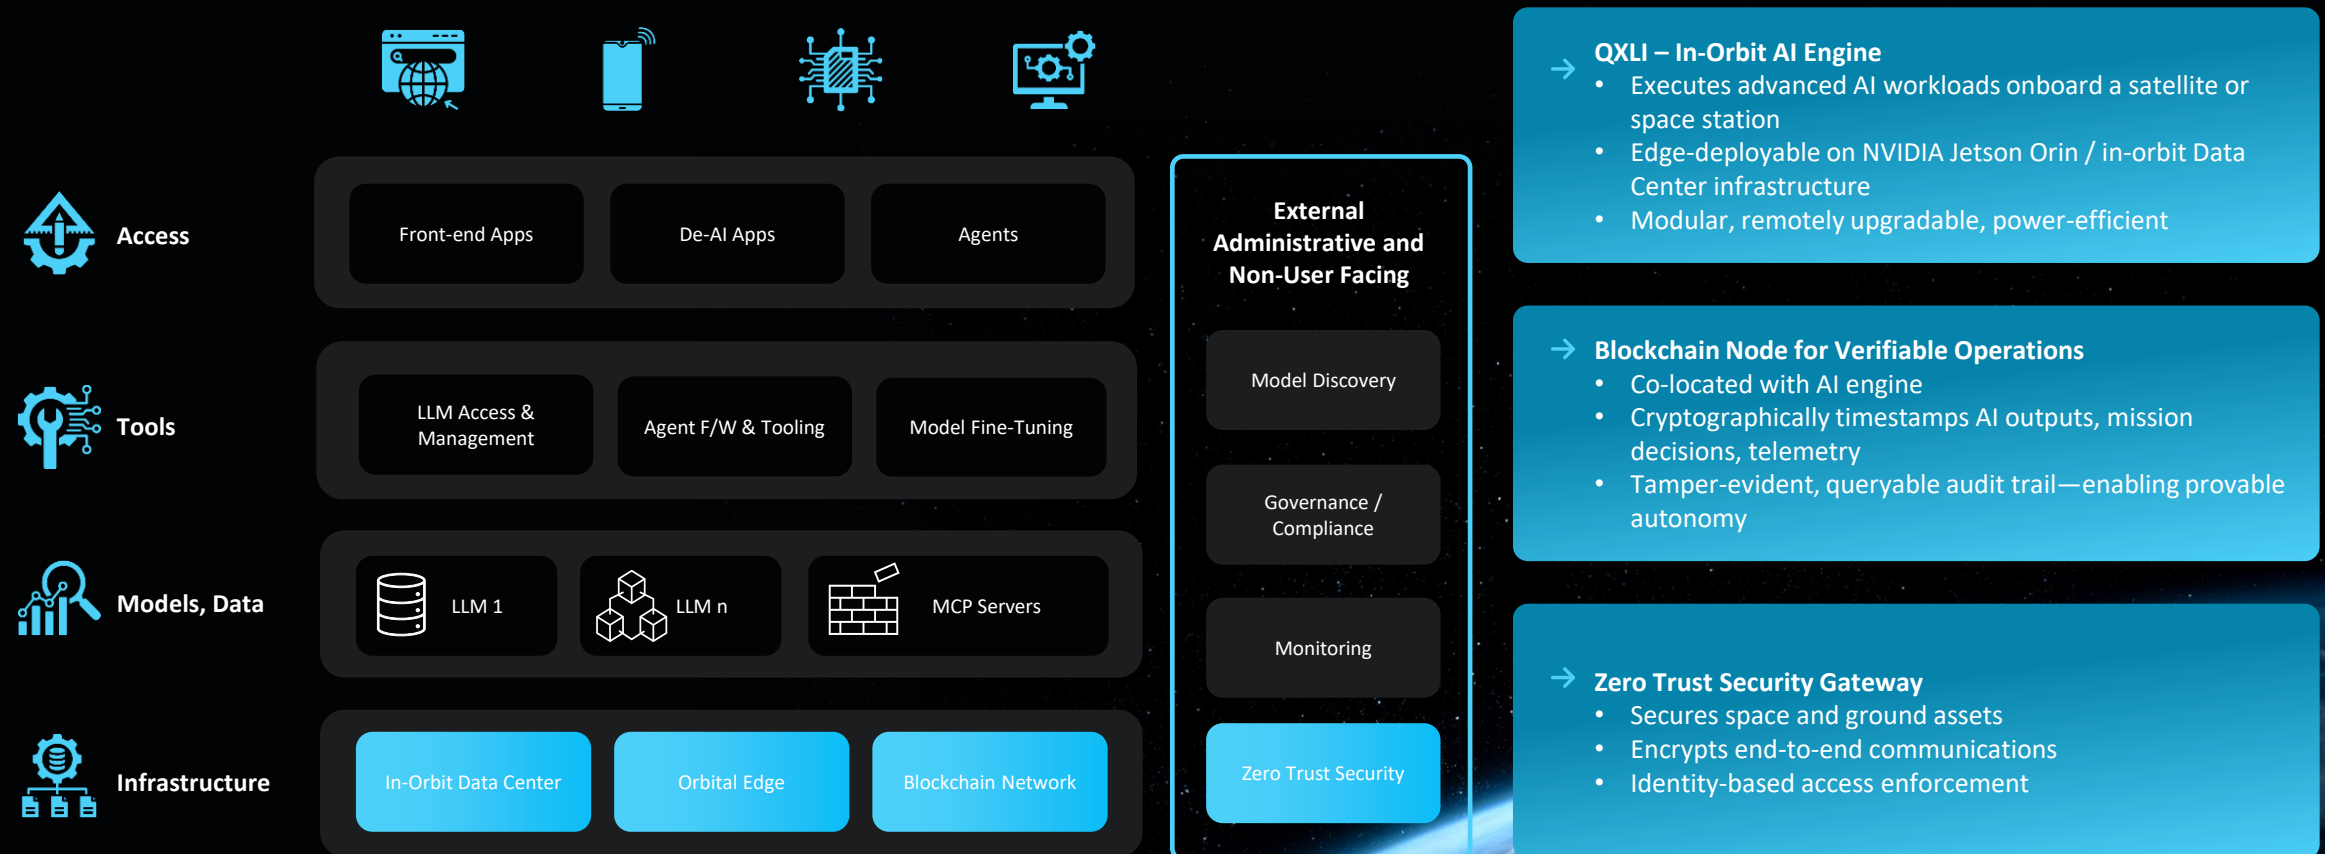 Access
Front-end Apps
De-AI Apps
Agents
Tools
LLM Access &
Management
Agent F/W & Tooling
Model Fine-Tuning
Models, Data
LLM 1
LLM n
MCP Servers
Infrastructure
In-Orbit Data Center
Orbital Edge
Blockchain Network
External
Administrative and
Non-User Facing
Model Discovery
Governance /
Compliance
Monitoring
Zero Trust Security
→ QXLI – In-Orbit AI Engine
• Executes advanced AI workloads onboard a satellite or
space station
• Edge-deployable on NVIDIA Jetson Orin / in-orbit Data
Center infrastructure
• Modular, remotely upgradable, power-efficient
→ Blockchain Node for Verifiable Operations
• Co-located with AI engine
• Cryptographically timestamps AI outputs, mission
decisions, telemetry
• Tamper-evident, queryable audit trail—enabling provable
autonomy
→ Zero Trust Security Gateway
• Secures space and ground assets
• Encrypts end-to-end communications
• Identity-based access enforcement